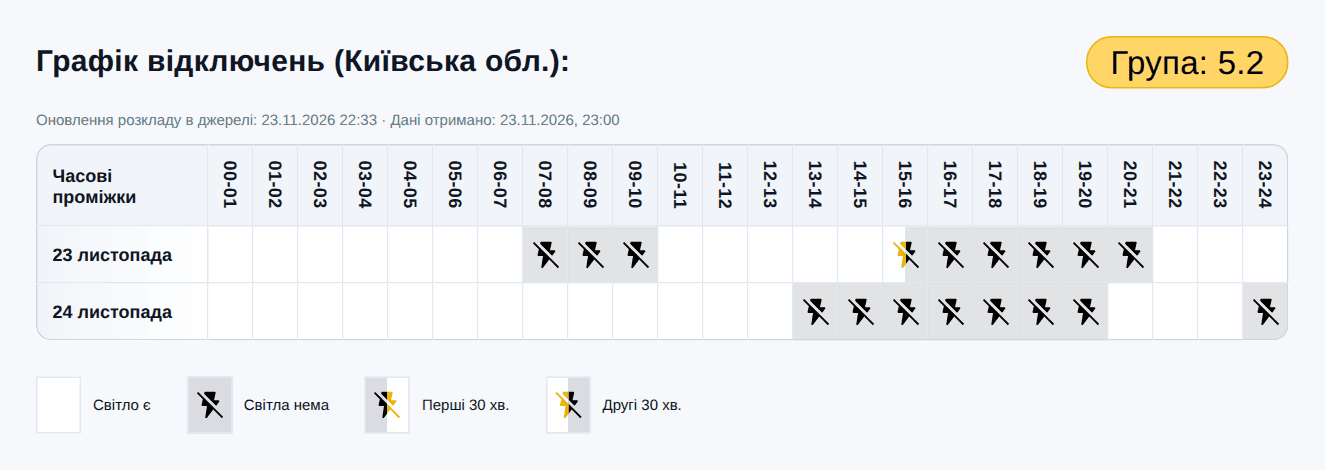 Графік відключень (Київська обл.):
Група: 5.2
Оновлення розкладу в джерелі: 23.11.2026 22:33 · Дані отримано: 23.11.2026, 23:00
Часові
проміжки
00-01
01-02
02-03
03-04
04-05
05-06
06-07
07-08
08-09
09-10
10-11
11-12
12-13
13-14
14-15
15-16
16-17
17-18
18-19
19-20
20-21
21-22
22-23
23-24
23 листопада
24 листопада
Світло є
Світла нема
Перші 30 хв.
Другі 30 хв.